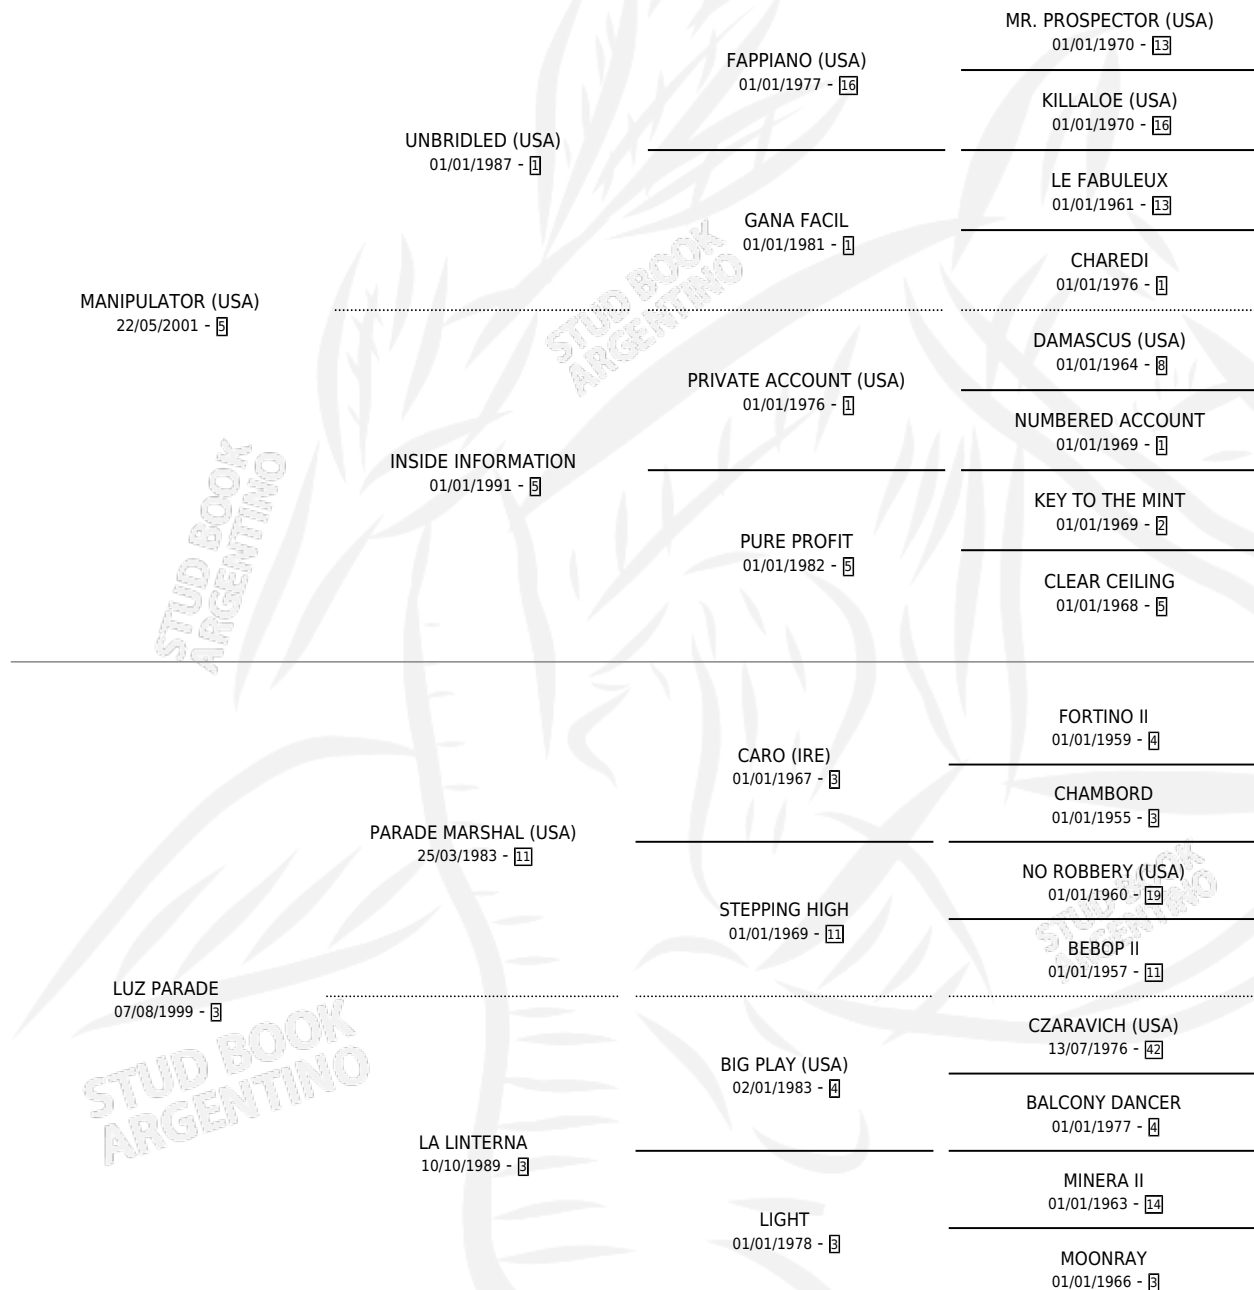 MR. PROSPECTOR (USA)
01/01/1970 - 13
FAPPIANO (USA)
01/01/1977 - 16
KILLALOE (USA)
01/01/1970 - 16
UNBRIDLED (USA)
01/01/1987 - 1
LE FABULEUX
01/01/1961 - 13
GANA FACIL
01/01/1981 - 1
CHAREDI
01/01/1976 - 1
MANIPULATOR (USA)
22/05/2001 - 5
DAMASCUS (USA)
01/01/1964 - 8
PRIVATE ACCOUNT (USA)
01/01/1976 - 1
NUMBERED ACCOUNT
01/01/1969 - 1
INSIDE INFORMATION
01/01/1991 - 5
KEY TO THE MINT
01/01/1969 - 2
PURE PROFIT
01/01/1982 - 5
CLEAR CEILING
01/01/1968 - 5
FORTINO II
01/01/1959 - 4
CARO (IRE)
01/01/1967 - 3
CHAMBORD
01/01/1955 - 3
PARADE MARSHAL (USA)
25/03/1983 - 11
NO ROBBERY (USA)
01/01/1960 - 19
STEPPING HIGH
01/01/1969 - 11
BEBOP II
01/01/1957 - 11
LUZ PARADE
07/08/1999 - 3
CZARAVICH (USA)
13/07/1976 - 42
BIG PLAY (USA)
02/01/1983 - 4
BALCONY DANCER
01/01/1977 - 4
LA LINTERNA
10/10/1989 - 3
MINERA II
01/01/1963 - 14
LIGHT
01/01/1978 - 3
MOONRAY
01/01/1966 - 3
STUD BOOK
ARGENTINO
STUD BOOK
ARGENTINO
STUD BOOK
ARGENTINO
STUD BOOK
ARGENTINO